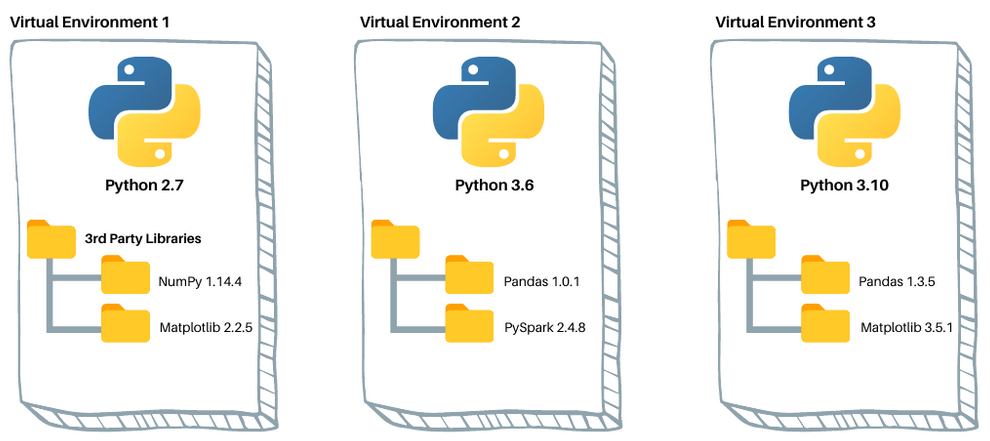 Virtual Environment 1
Python 2.7
3rd Party Libraries
NumPy 1.14.4
Matplotlib 2.2.5
Virtual Environment 2
Python 3.6
Pandas 1.0.1
PySpark 2.4.8
Virtual Environment 3
Python 3.10
Pandas 1.3.5
Matplotlib 3.5.1